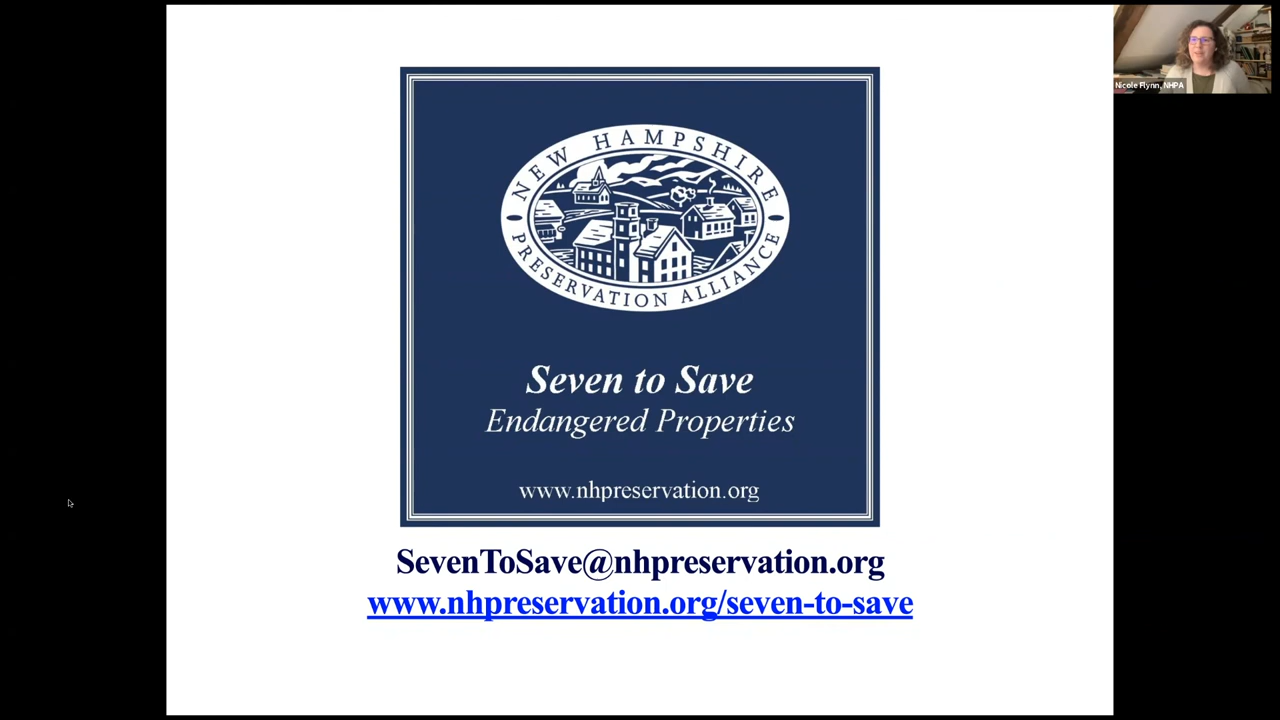 NEW HAMPSHIRE
PRESERVATION ALLIANCE
Seven to Save
Endangered Properties
www.nhpreservation.org
SevenToSave@nhpreservation.org
www.nhpreservation.org/seven-to-save
Nicole Flynn, NHPA